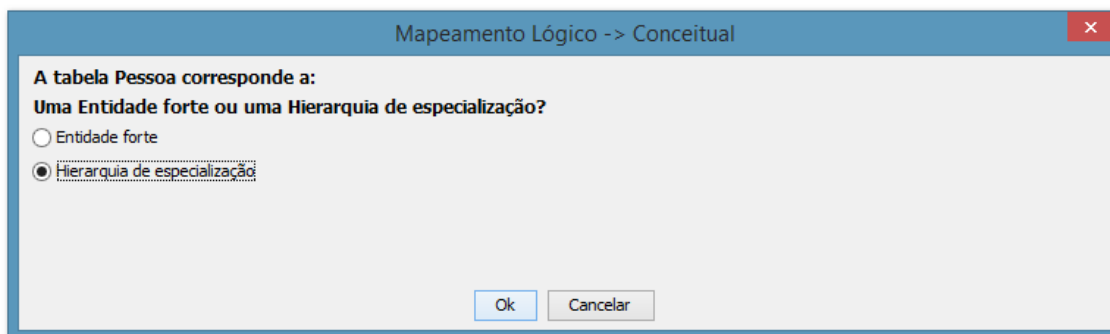 Mapeamento Lógico -> Conceitual
A tabela Pessoa corresponde a:
Uma Entidade forte ou uma Hierarquia de especialização?
Entidade forte
Hierarquia de especialização
Ok
Cancelar